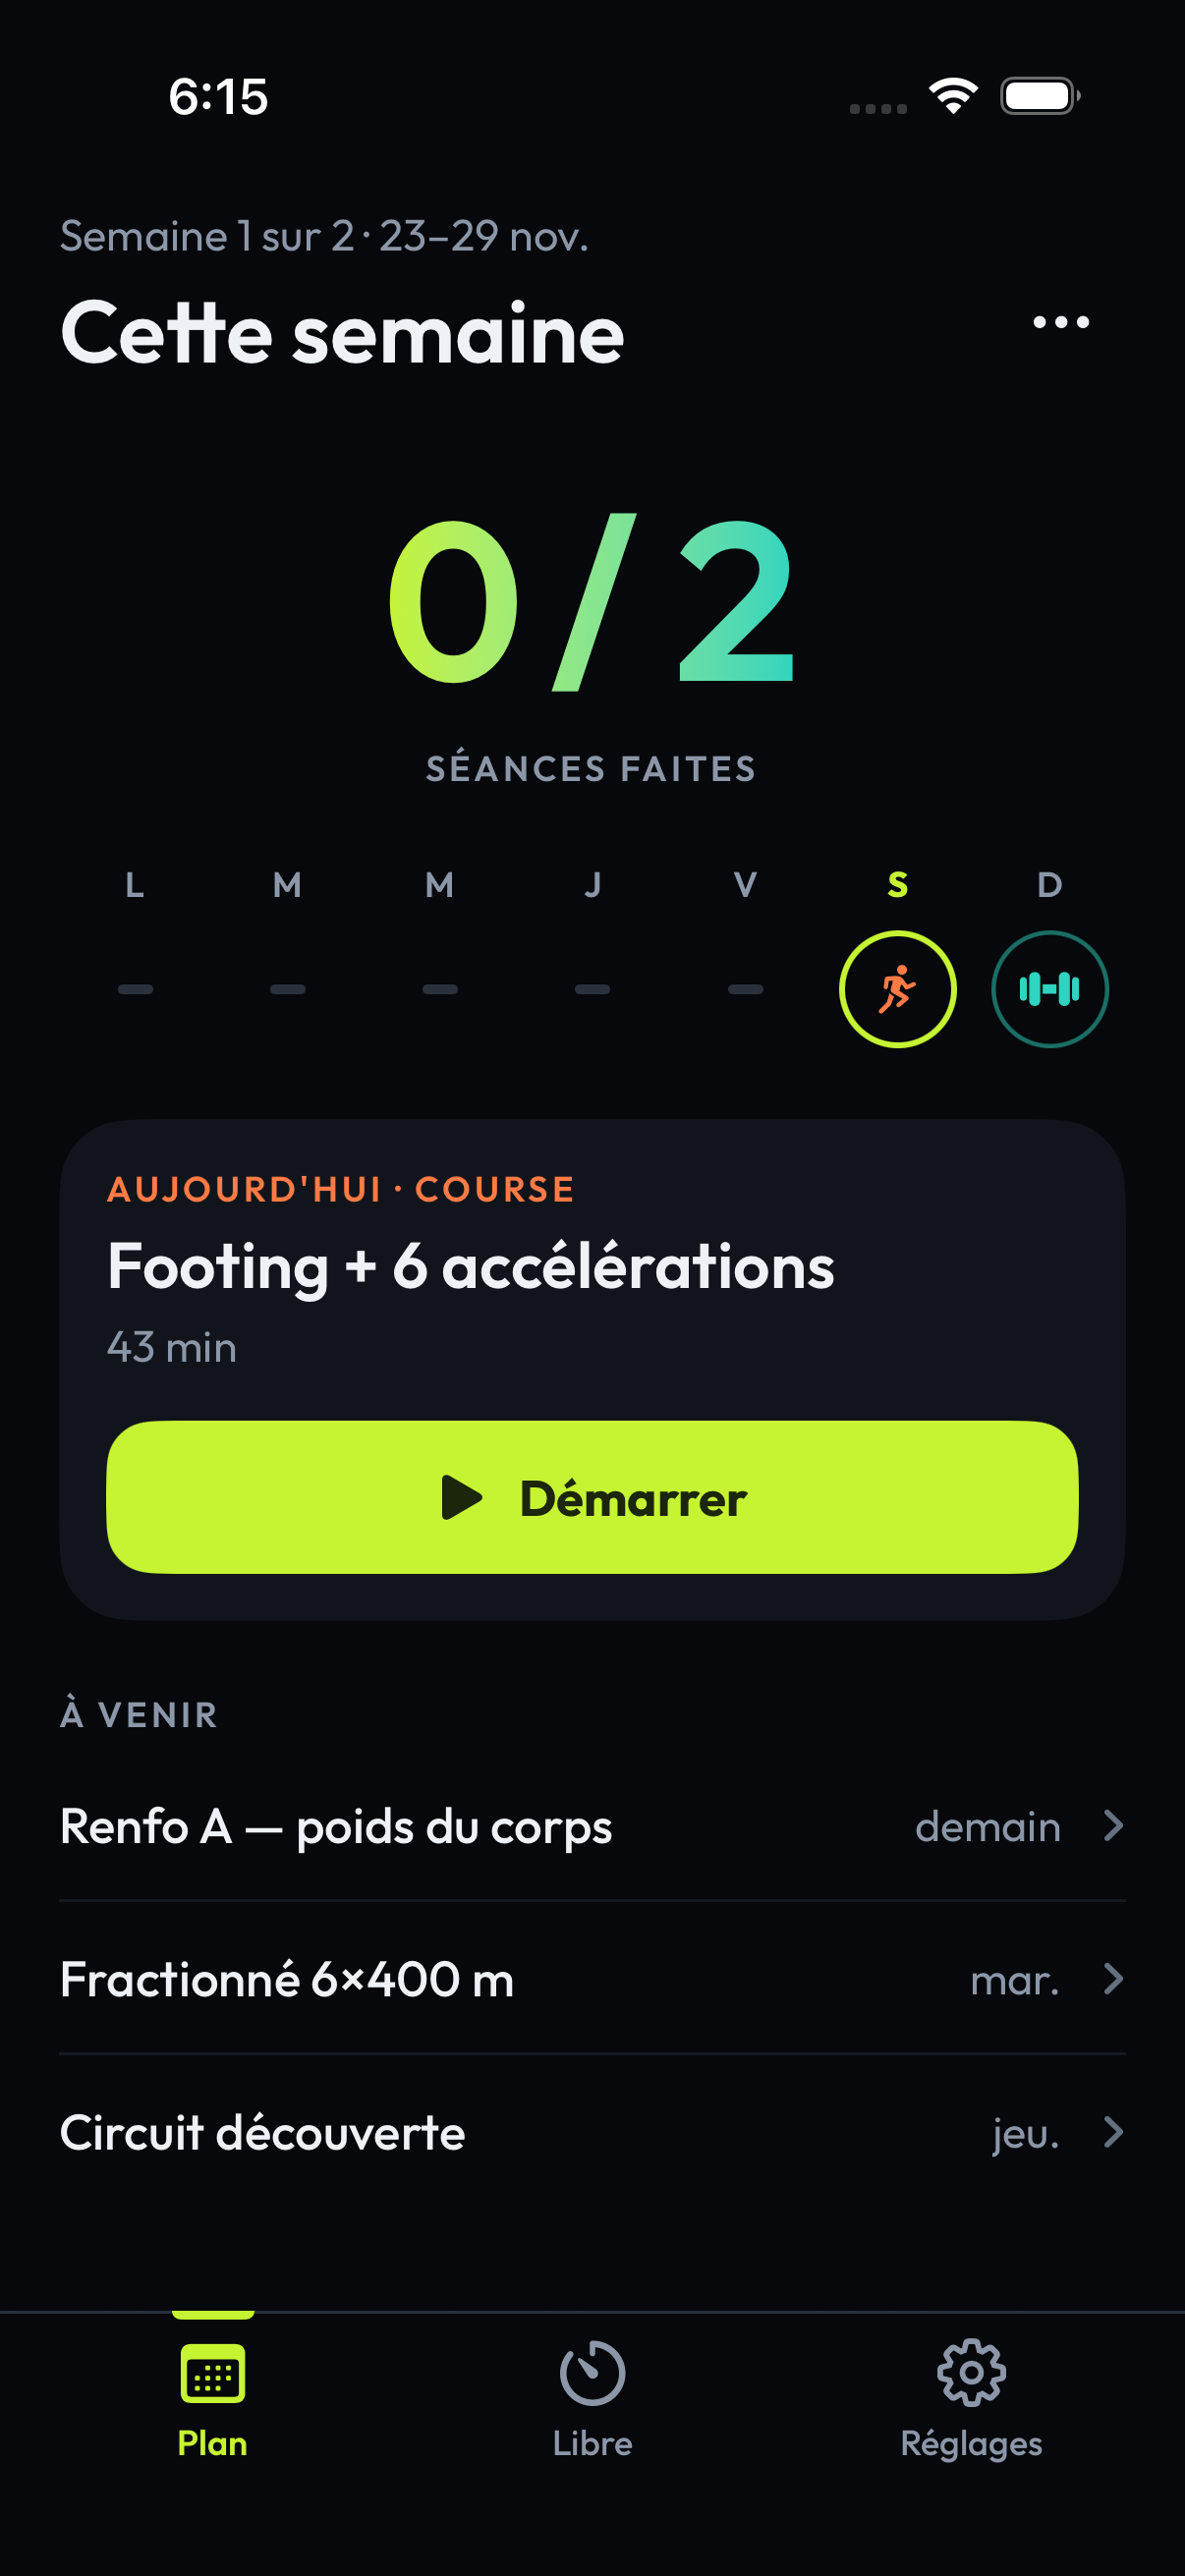 6:15
Semaine 1 sur 2 · 23–29 nov.
Cette semaine
0/2
SÉANCES FAITES
L M M J V S D
AUJOURD'HUI · COURSE
Footing + 6 accélérations
43 min
Démarrer
À VENIR
Renfo A — poids du corps demain
Fractionné 6×400 m mar.
Circuit découverte jeu.
Plan Libre Réglages